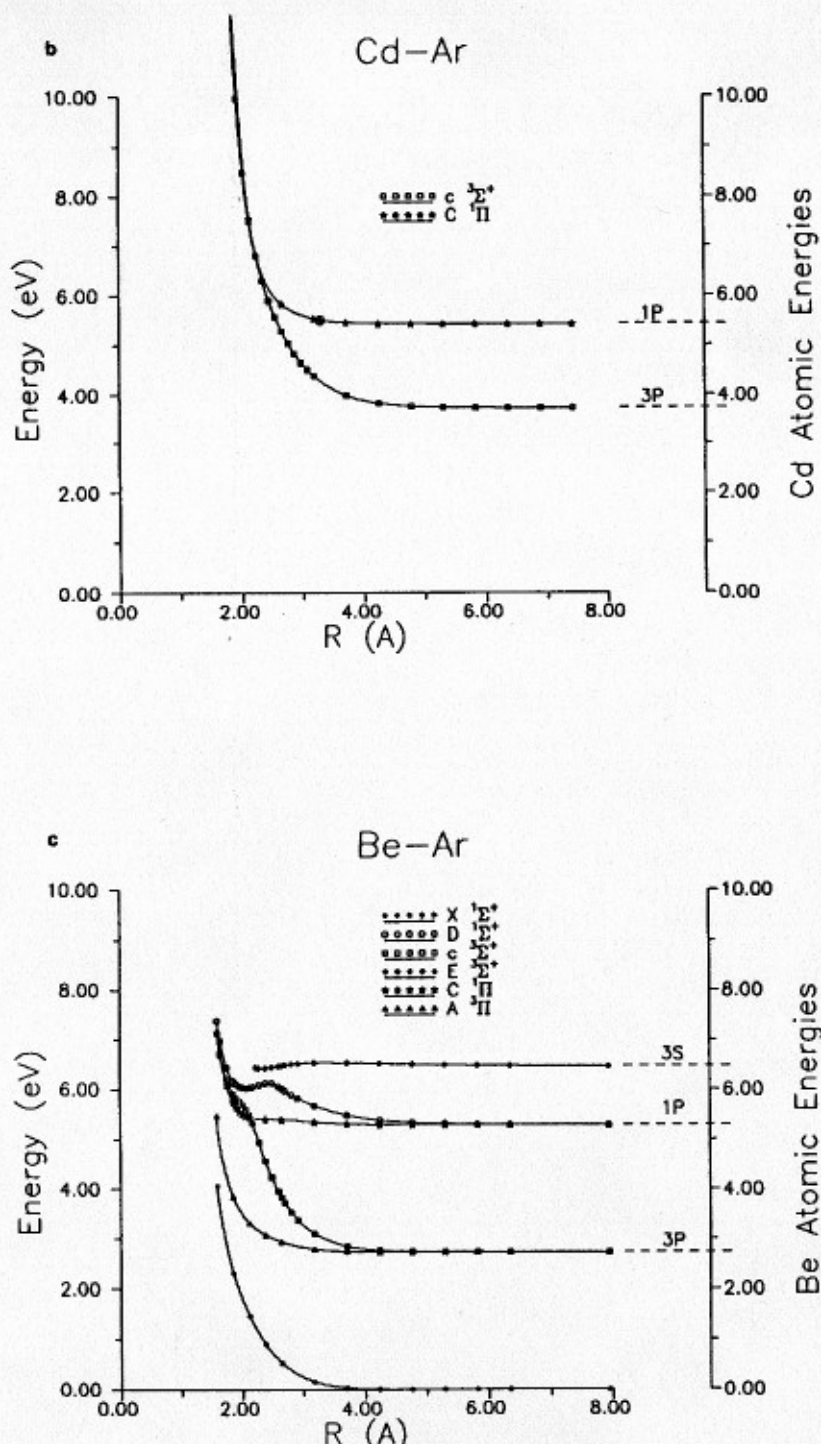 b
Cd-Ar
10.00
8.00
6.00
4.00
2.00
0.00
Energy (eV)
c ³Σ⁺
C ¹Π
1P
3P
10.00
8.00
6.00
4.00
2.00
0.00
Cd Atomic Energies
0.00 2.00 4.00 6.00 8.00
R (A)
c
Be-Ar
10.00
8.00
6.00
4.00
2.00
0.00
Energy (eV)
X ¹Σ⁺
D ¹Σ⁺
c ³Σ⁺
E ³Σ⁺
C ¹Π
A ³Π
3S
1P
3P
10.00
8.00
6.00
4.00
2.00
0.00
Be Atomic Energies
0.00 2.00 4.00 6.00 8.00
R (A)